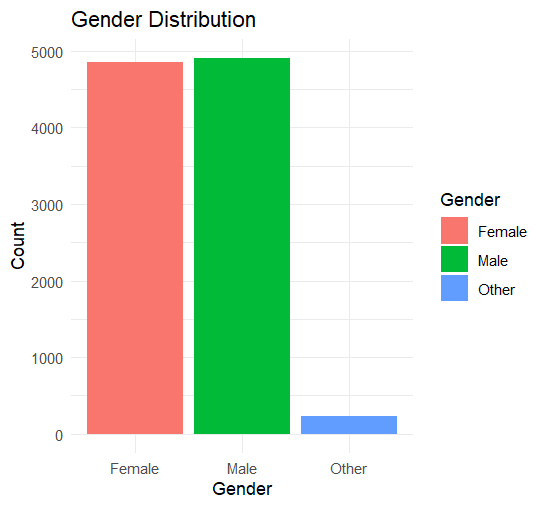 Gender Distribution
5000
4000
3000
2000
1000
0
Count
Female Male Other
Gender
Gender
Female
Male
Other